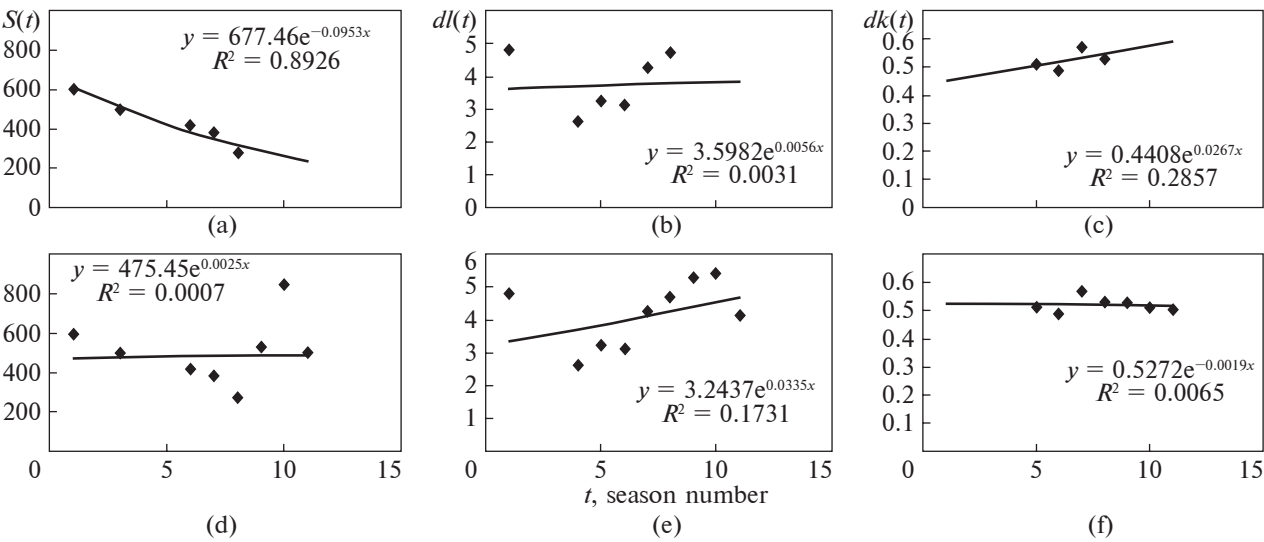 S(t)
800
600
400
200
0
y = 677.46e^−0.0953x
R² = 0.8926
(a)
dl(t)
5
4
3
2
1
0
y = 3.5982e^0.0056x
R² = 0.0031
(b)
dk(t)
0.6
0.5
0.4
0.3
0.2
0.1
0
y = 0.4408e^0.0267x
R² = 0.2857
(c)
800
600
400
200
0 5 10 15
y = 475.45e^0.0025x
R² = 0.0007
(d)
6
5
4
3
2
1
0 5 10 15
y = 3.2437e^0.0335x
R² = 0.1731
t, season number
(e)
0.6
0.5
0.4
0.3
0.2
0.1
0 5 10 15
y = 0.5272e^−0.0019x
R² = 0.0065
(f)